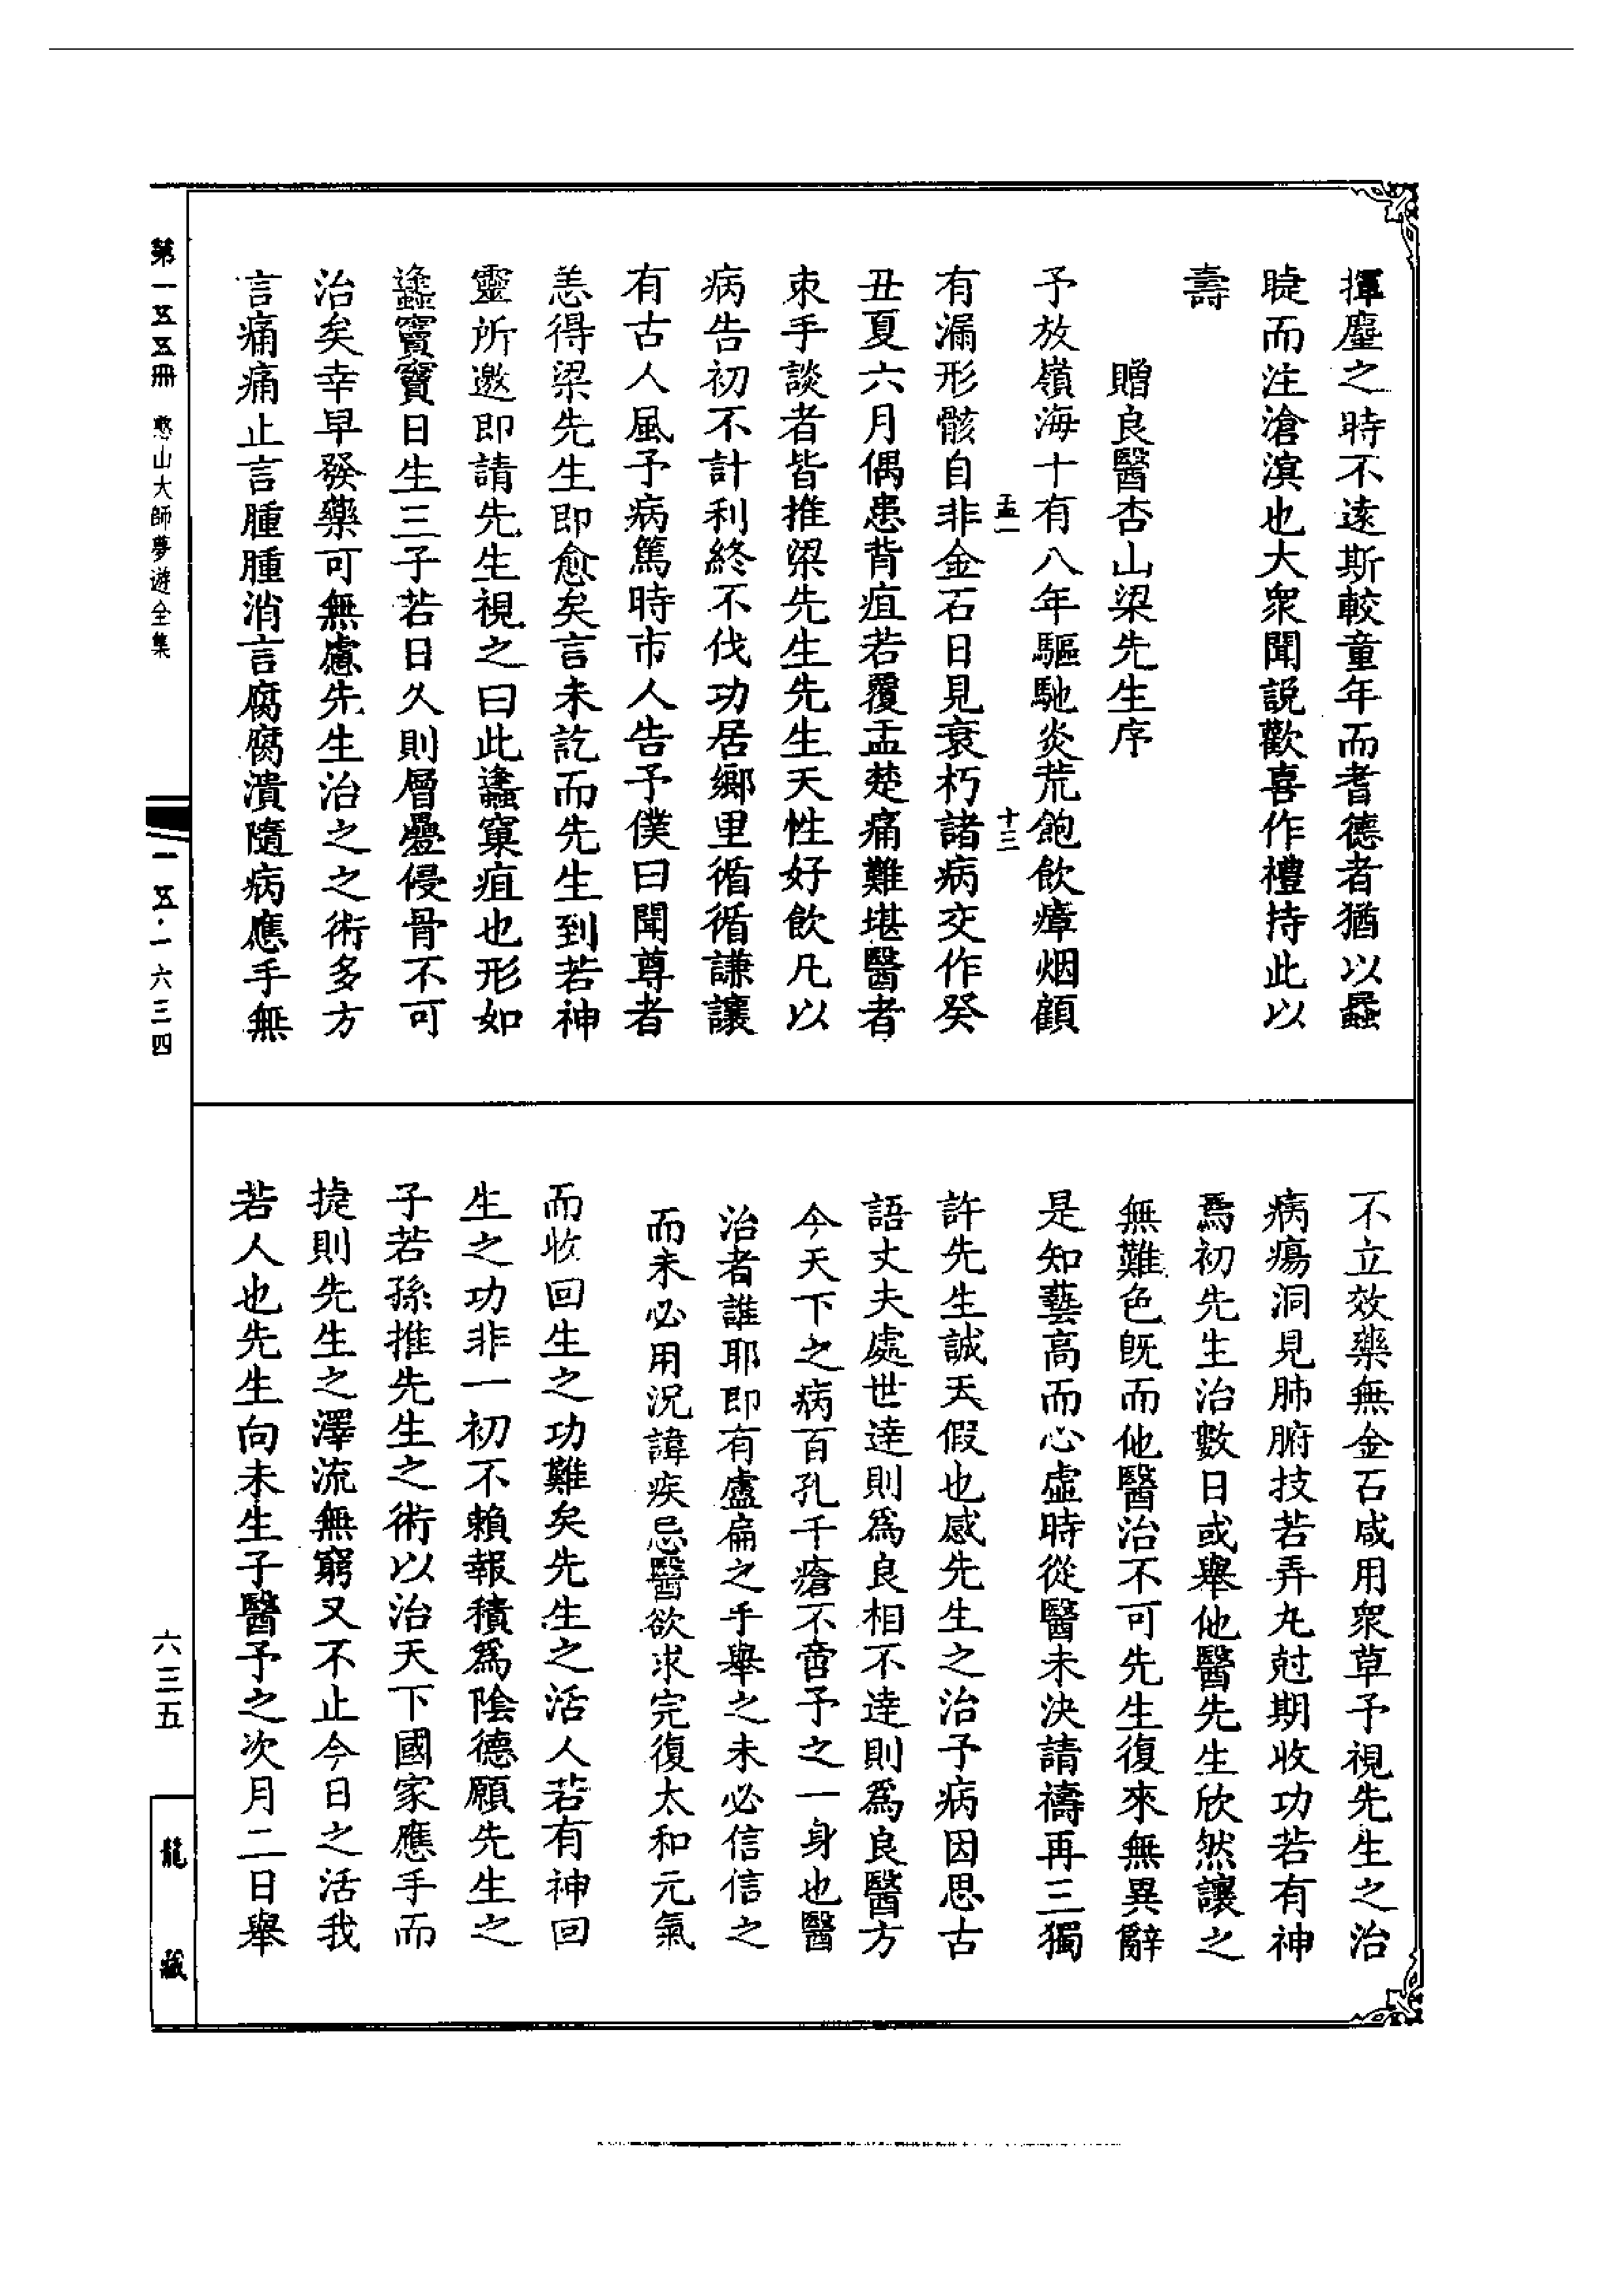 揮麈之時不遠斯較童年而耆德者猶以蠡
睫而注滄溟也大眾聞説歡喜作禮持此以
壽
贈良醫杏山梁先生序
予放嶺海十有八年驅馳炎荒飽飲瘴烟顧
孟一 十三
有漏形骸自非金石日見衰朽諸病交作癸
丑夏六月偶患背疽若覆盂楚痛難堪醫者
束手談者皆推梁先生先生天性好飲凡以
病告初不計利終不伐功居鄉里循循謙讓
有古人風予病篤時市人告予僕曰聞尊者
恙得梁先生即愈矣言未訖而先生到若神
靈所邀即請先生視之曰此蠭窠疽也形如
蠭竇竇日生三子若日久則層疊侵骨不可
治矣幸早發藥可無慮先生治之之術多方
言痛痛止言腫腫消言腐腐潰隨病應手無
不立效藥無金石咸用眾草予視先生之治
病瘍洞見肺腑技若弄丸尅期收功若有神
焉初先生治數日或舉他醫先生欣然讓之
無難色既而他醫治不可先生復來無異辭
是知藝高而心虛時從醫未決請禱再三獨
許先生誠天假也感先生之治予病因思古
語丈夫處世達則為良相不達則為良醫方
今天下之病百孔千瘡不啻予之一身也醫
治者誰耶即有盧扁之手舉之未必信信之
而未必用況諱疾忌醫欲求完復太和元氣
而收回生之功難矣先生之活人若有神回
生之功非一初不賴報積為陰德願先生之
子若孫推先生之術以治天下國家應手而
捷則先生之澤流無窮又不止今日之活我
若人也先生向未生子醫予之次月二日舉
第一五五冊 憨山大師夢遊全集
一五·一六三四
六三五
龍藏